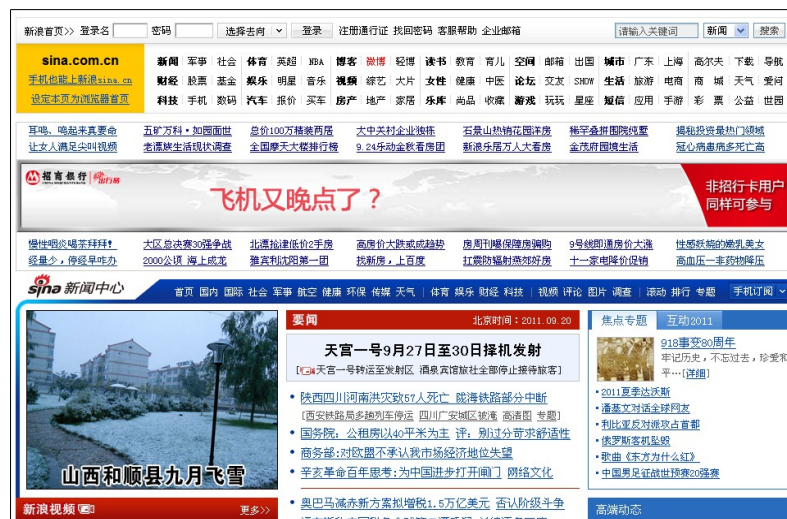 新浪首页>> 登录名 密码 选择去向 登录 注册通行证 找回密码 客服帮助 企业邮箱 请输入关键词 新闻 搜索
sina.com.cn
手机也能上新浪sina.cn
设定本页为浏览器首页
新闻 军事 社会 体育 英超 NBA 博客 微博 轻博 读书 教育 育儿 空间 邮箱 出国 城市 广东 上海 高尔夫 下载 导航
财经 股票 基金 娱乐 明星 音乐 视频 综艺 大片 女性 健康 中医 论坛 交友 SHOW 生活 旅游 电商 商城 天气 爱问
科技 手机 数码 汽车 报价 买车 房产 地产 家居 乐库 尚品 收藏 游戏 玩玩 星座 短信 应用 手游 彩票 公益 世园
耳鸣、鸣起来真要命 五矿万科·如园面世 总价100万精装两居 大中关村企业独栋 石景山热销花园洋房 稀罕叠拼围院纯墅 揭秘投资最热门领域
让女人满足尖叫视频 老漂族生活现状调查 全国摩天大楼排行榜 9.24乐动金秋看房团 新浪乐居万人大看房 金茂府园境生活 冠心病患病多死亡高
招商银行 出行易
飞机又晚点了？
非招行卡用户
同样可参与
慢性咽炎喝茶拜拜! 大区总决赛30强争战 北漂抢津低价2手房 高房价大跌或成趋势 房周刊曝保障房骗购 9号线即通房价大涨 性感妖娆的嫩乳美女
经量少，停经早咋办 2000公顷 海上成龙 雅宾利沈阳第一团 找新房，上百度 扛震防辐射燕郊好房 十一家电降价促销 高血压一非药物降压
sina 新闻中心 首页 国内 国际 社会 军事 航空 健康 环保 传媒 天气 | 体育 娱乐 财经 科技 | 视频 评论 图片 调查 | 滚动 排行 专题 手机订阅
山西和顺县九月飞雪
新浪视频 更多>>
要闻 北京时间：2011.09.20
天宫一号9月27日至30日择机发射
[天宫一号转运至发射区 酒泉宾馆旅社全部停止接待旅客]
陕西四川河南洪灾致57人死亡 陇海铁路部分中断
[西安铁路局多趟列车停运 四川广安城区被淹 高清图 专题]
国务院：公租房以40平米为主 评：别过分苛求舒适性
商务部:对欧盟不承认我市场经济地位失望
辛亥革命百年思考:为中国进步打开闸门 网络文化
奥巴马减赤新方案拟增税1.5万亿美元 否认阶级斗争
焦点专题 互动2011
918事变80周年
牢记历史，不忘过去，珍爱和
平…[详细]
2011夏季达沃斯
潘基文对话全球网友
利比亚反对派攻占首都
俄罗斯客机坠毁
歌曲《东方为什么红》
中国男足征战世预赛20强赛
高端动态